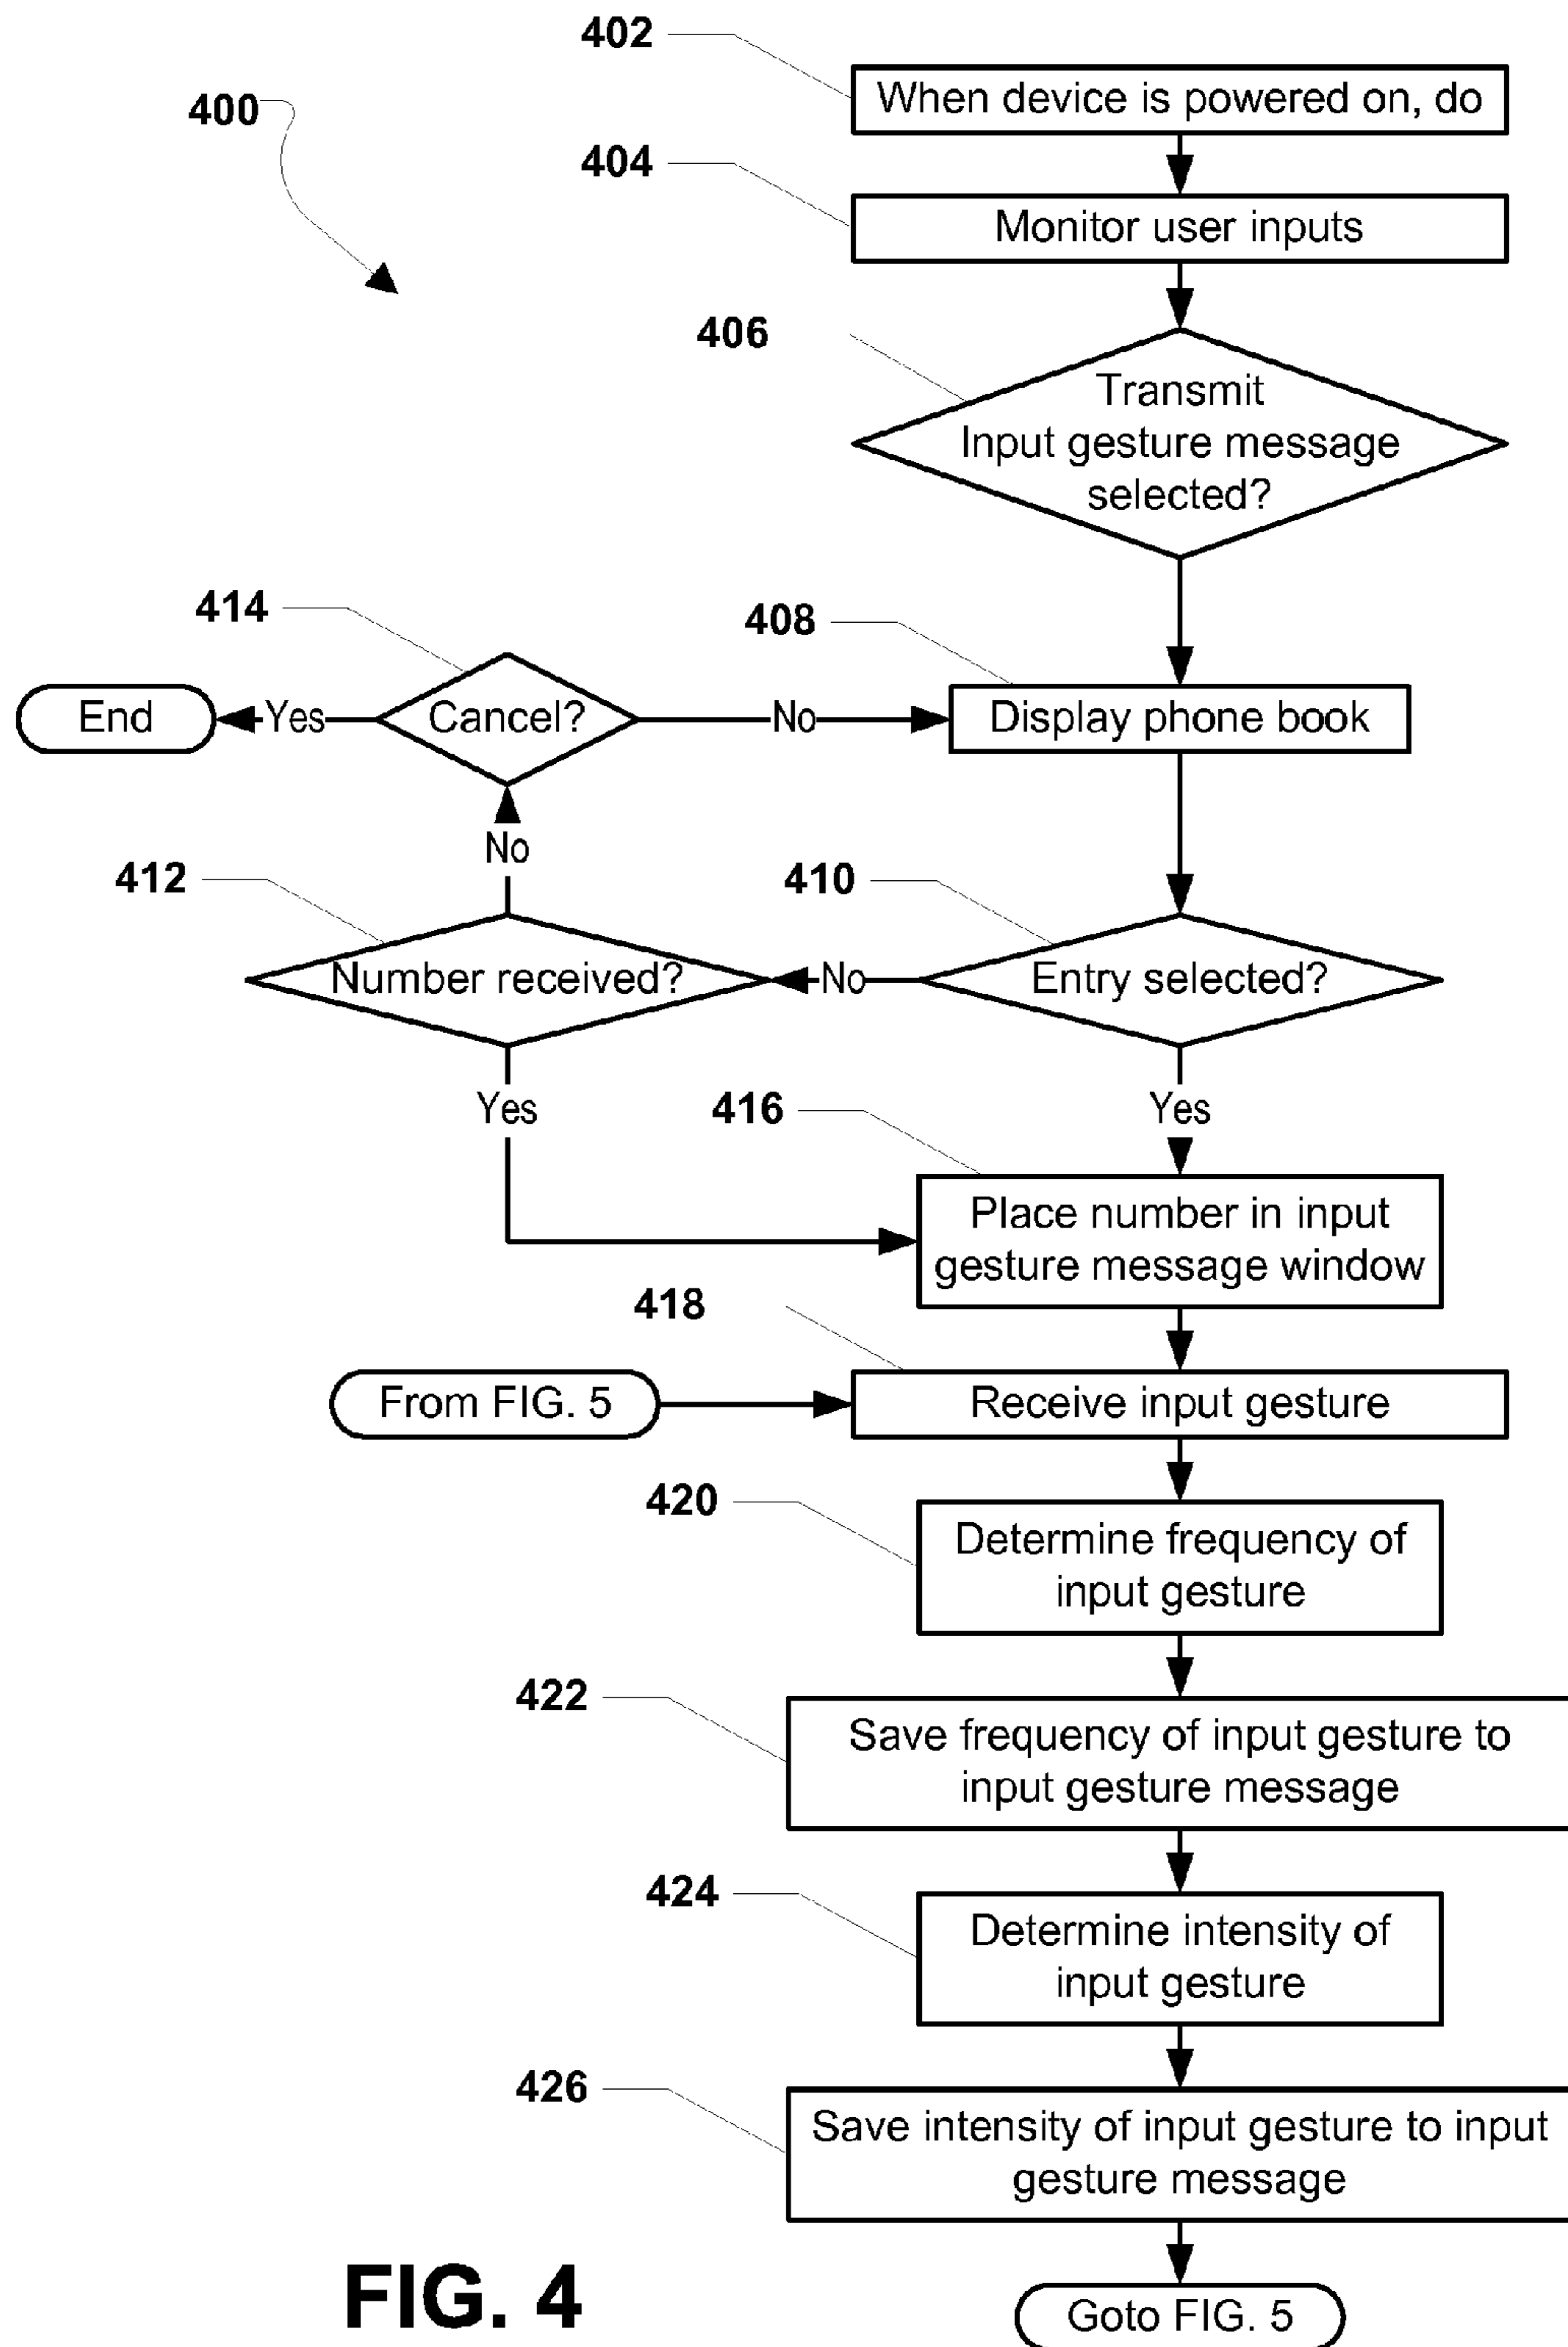 402
When device is powered on, do
400
404
Monitor user inputs
406
Transmit
Input gesture message
selected?
414
408
End
Yes
Cancel?
No
Display phone book
No
412
410
Number received?
No
Entry selected?
Yes
416
Yes
Place number in input
gesture message window
418
From FIG. 5
Receive input gesture
420
Determine frequency of
input gesture
422
Save frequency of input gesture to
input gesture message
424
Determine intensity of
input gesture
426
Save intensity of input gesture to input
gesture message
FIG. 4
Goto FIG. 5